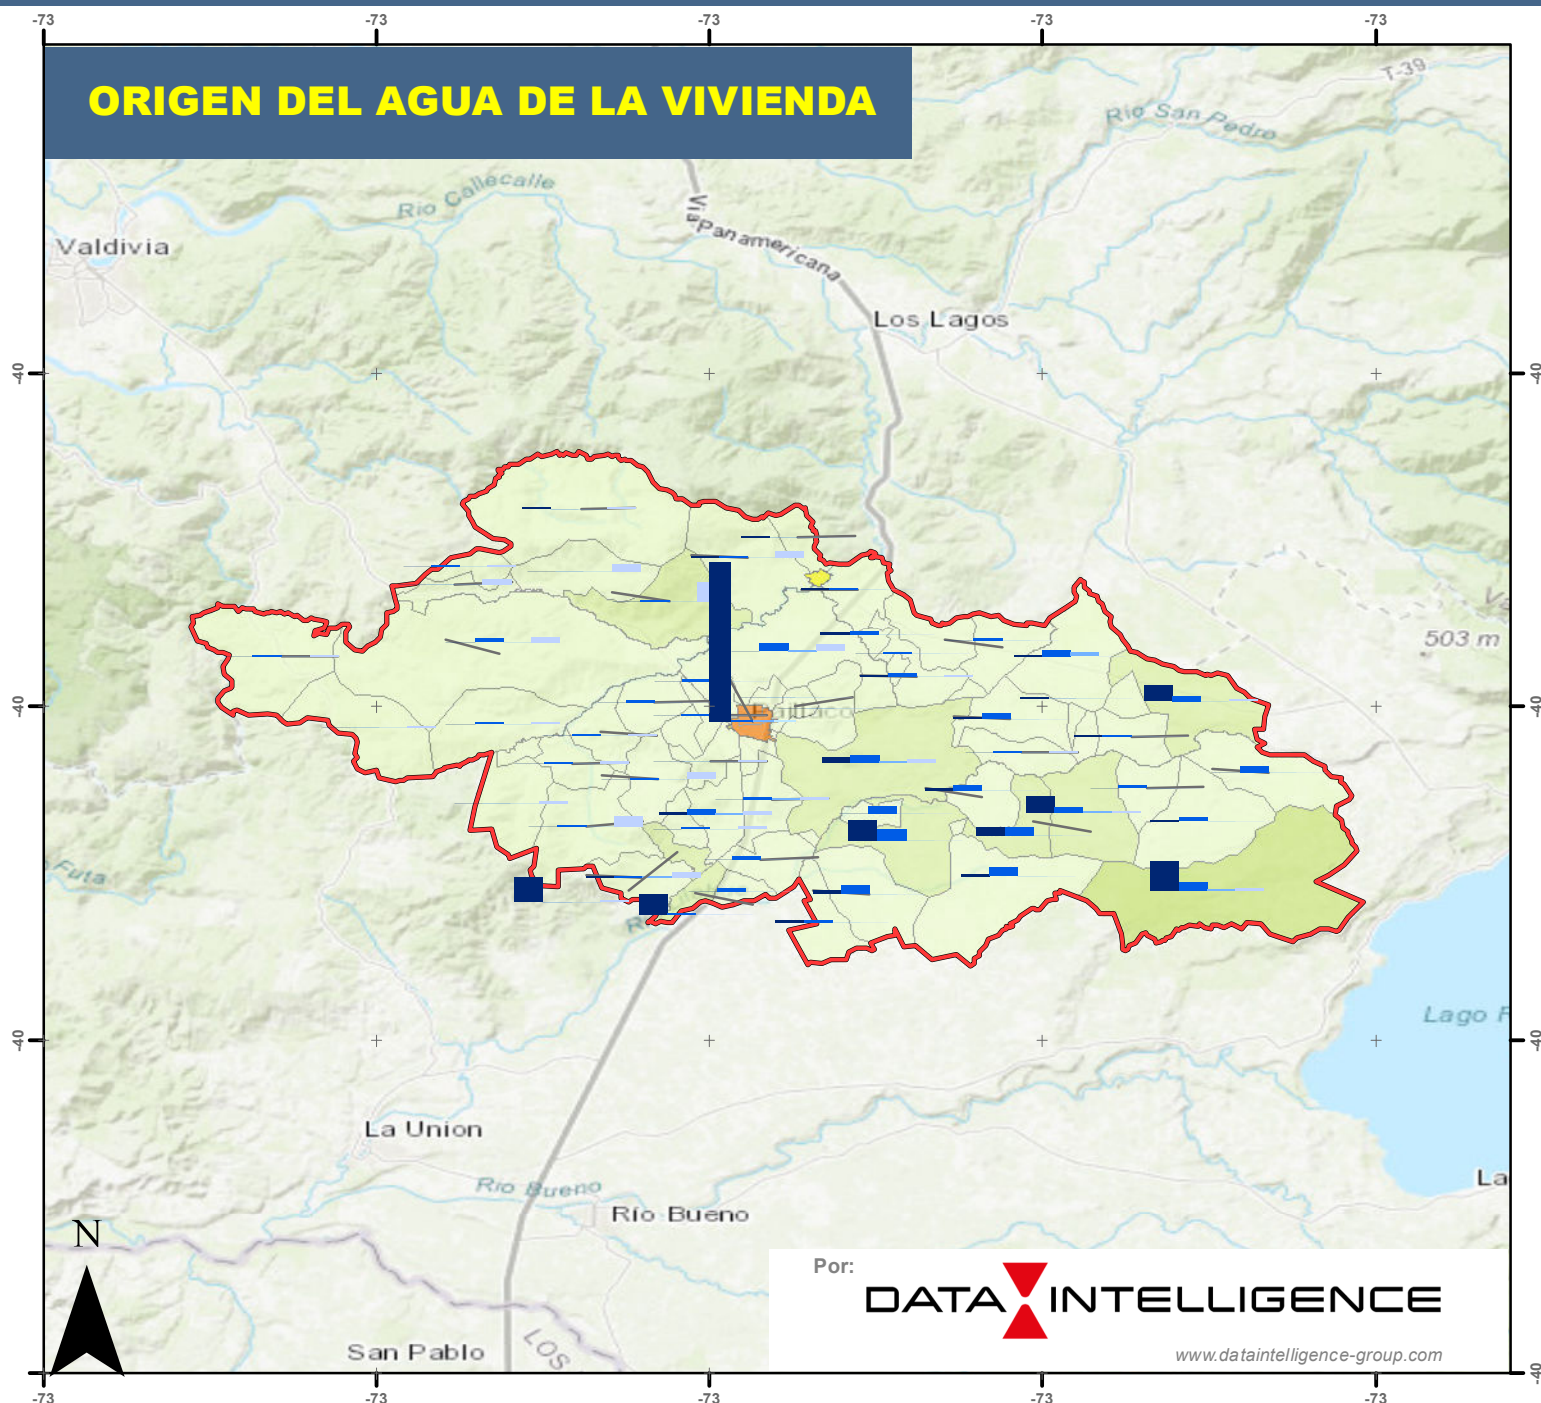 -73 -73 -73 -73 -73
ORIGEN DEL AGUA DE LA VIVIENDA
T-39
Rio San Pedro
Rio Callecalle
Valdivia
Via Panamericana
Los Lagos
-40 -40
503 m
-40 -40
Paillaco
Futa
Lago
-40 -40
La Union
Rio Bueno
La
Río Bueno
N
Por:
DATA INTELLIGENCE
San Pablo
LOS
www.dataintelligence-group.com
-40 -40
-73 -73 -73 -73 -73